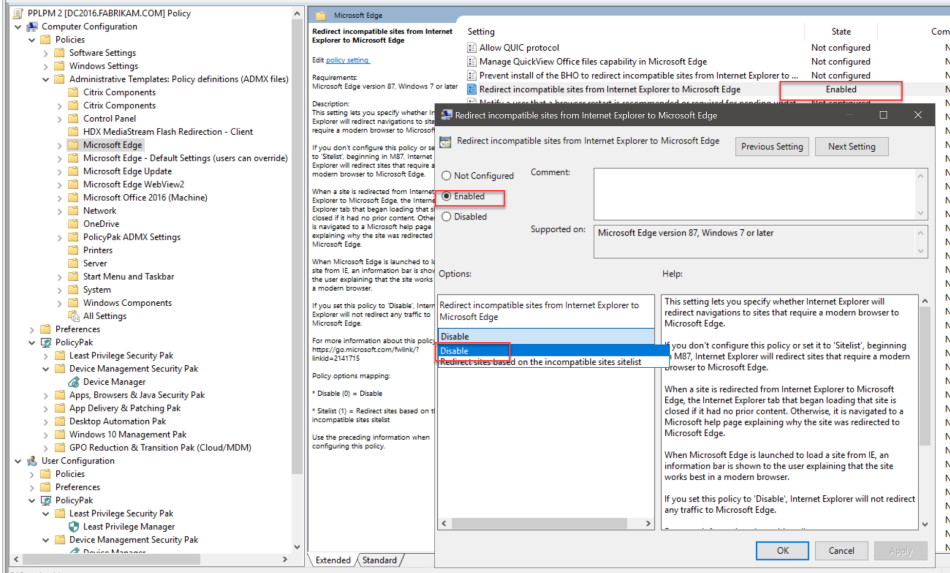 PPLPM 2 [DC2016.FABRIKAM.COM] Policy
Computer Configuration
Policies
Software Settings
Windows Settings
Administrative Templates: Policy definitions (ADMX files)
Citrix Components
Citrix Components
Control Panel
HDX MediaStream Flash Redirection - Client
Microsoft Edge
Microsoft Edge - Default Settings (users can override)
Microsoft Edge Update
Microsoft Edge WebView2
Microsoft Office 2016 (Machine)
Network
OneDrive
PolicyPak ADMX Settings
Printers
Server
Start Menu and Taskbar
System
Windows Components
All Settings
Preferences
PolicyPak
Least Privilege Security Pak
Device Management Security Pak
Device Manager
Apps, Browsers & Java Security Pak
App Delivery & Patching Pak
Desktop Automation Pak
Windows 10 Management Pak
GPO Reduction & Transition Pak (Cloud/MDM)
User Configuration
Policies
Preferences
PolicyPak
Least Privilege Security Pak
Least Privilege Manager
Device Management Security Pak
Device Manager
Microsoft Edge
Redirect incompatible sites from Internet
Explorer to Microsoft Edge
Edit policy setting
Requirements:
Microsoft Edge version 87, Windows 7 or later
Description:
This setting lets you specify whether In
Explorer will redirect navigations to site
require a modern browser to Microsoft
If you don't configure this policy or se
to 'Sitelist', beginning in M87, Internet
Explorer will redirect sites that require a
modern browser to Microsoft Edge.
When a site is redirected from Internet
Explorer to Microsoft Edge, the Interne
Explorer tab that began loading that s
closed if it had no prior content. Othe
is navigated to a Microsoft help page
explaining why the site was redirected
Microsoft Edge.
When Microsoft Edge is launched to l
site from IE, an information bar is show
the user explaining that the site works
a modern browser.
If you set this policy to 'Disable', Intern
Explorer will not redirect any traffic to
Microsoft Edge.
For more information about this polic
https://go.microsoft.com/fwlink/?
linkid=2141715
Policy options mapping:
* Disable (0) = Disable
* Sitelist (1) = Redirect sites based on t
incompatible sites sitelist
Use the preceding information when
configuring this policy.
Extended
Standard
Setting State Com
Allow QUIC protocol Not configured
Manage QuickView Office files capability in Microsoft Edge Not configured
Prevent install of the BHO to redirect incompatible sites from Internet Explorer to ... Not configured
Redirect incompatible sites from Internet Explorer to Microsoft Edge Enabled
Notify a user that a browser restart is recommended or required for pending updat... Not configured
Redirect incompatible sites from Internet Explorer to Microsoft Edge
Redirect incompatible sites from Internet Explorer to Microsoft Edge
Previous Setting
Next Setting
Not Configured
Comment:
Enabled
Disabled
Supported on:
Microsoft Edge version 87, Windows 7 or later
Options:
Help:
Redirect incompatible sites from Internet Explorer to
Microsoft Edge
Disable
Disable
Redirect sites based on the incompatible sites sitelist
This setting lets you specify whether Internet Explorer will
redirect navigations to sites that require a modern browser to
Microsoft Edge.
If you don't configure this policy or set it to 'Sitelist', beginning
in M87, Internet Explorer will redirect sites that require a modern
browser to Microsoft Edge.
When a site is redirected from Internet Explorer to Microsoft
Edge, the Internet Explorer tab that began loading that site is
closed if it had no prior content. Otherwise, it is navigated to a
Microsoft help page explaining why the site was redirected to
Microsoft Edge.
When Microsoft Edge is launched to load a site from IE, an
information bar is shown to the user explaining that the site
works best in a modern browser.
If you set this policy to 'Disable', Internet Explorer will not redirect
any traffic to Microsoft Edge.
OK
Cancel
Apply